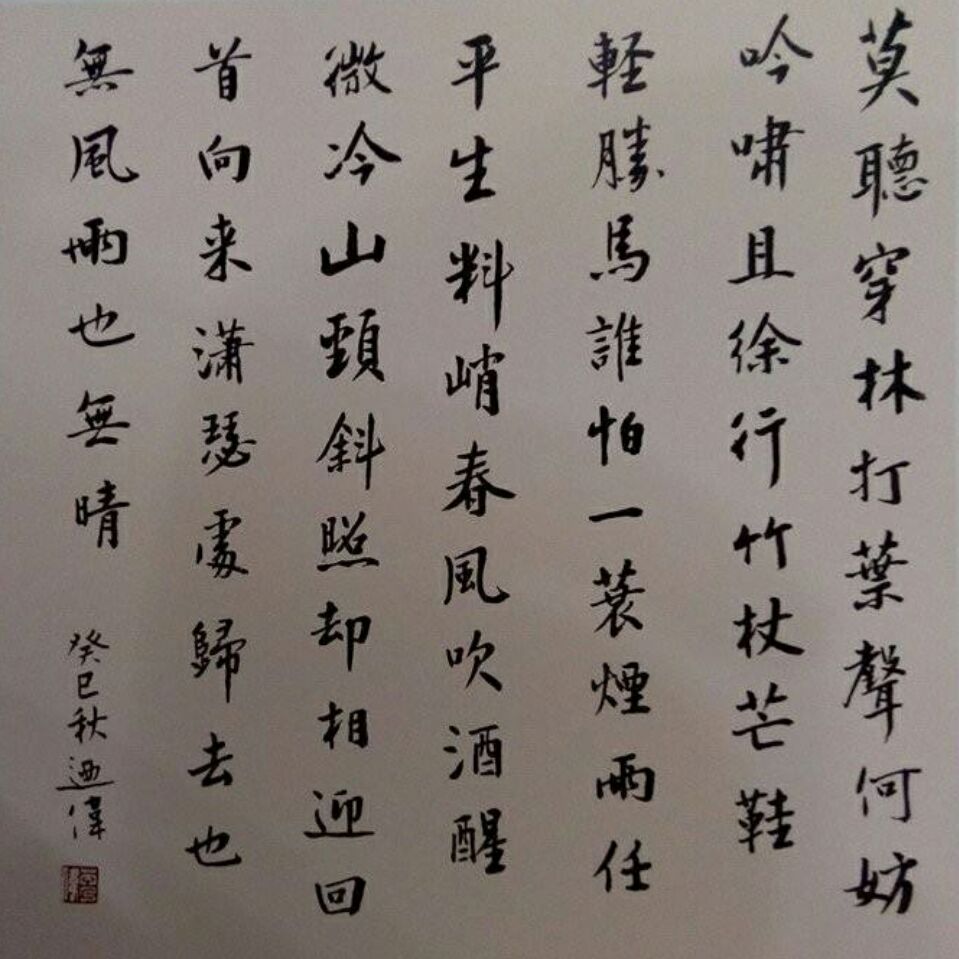 莫聽穿林打葉聲何妨
吟嘯且徐行竹杖芒鞋
軽勝馬誰怕一蓑煙雨任
平生料峭春風吹酒醒
微冷山頭斜照却相迎回
首向来瀟瑟處歸去也
無風雨也無晴
癸巳秋迺偉